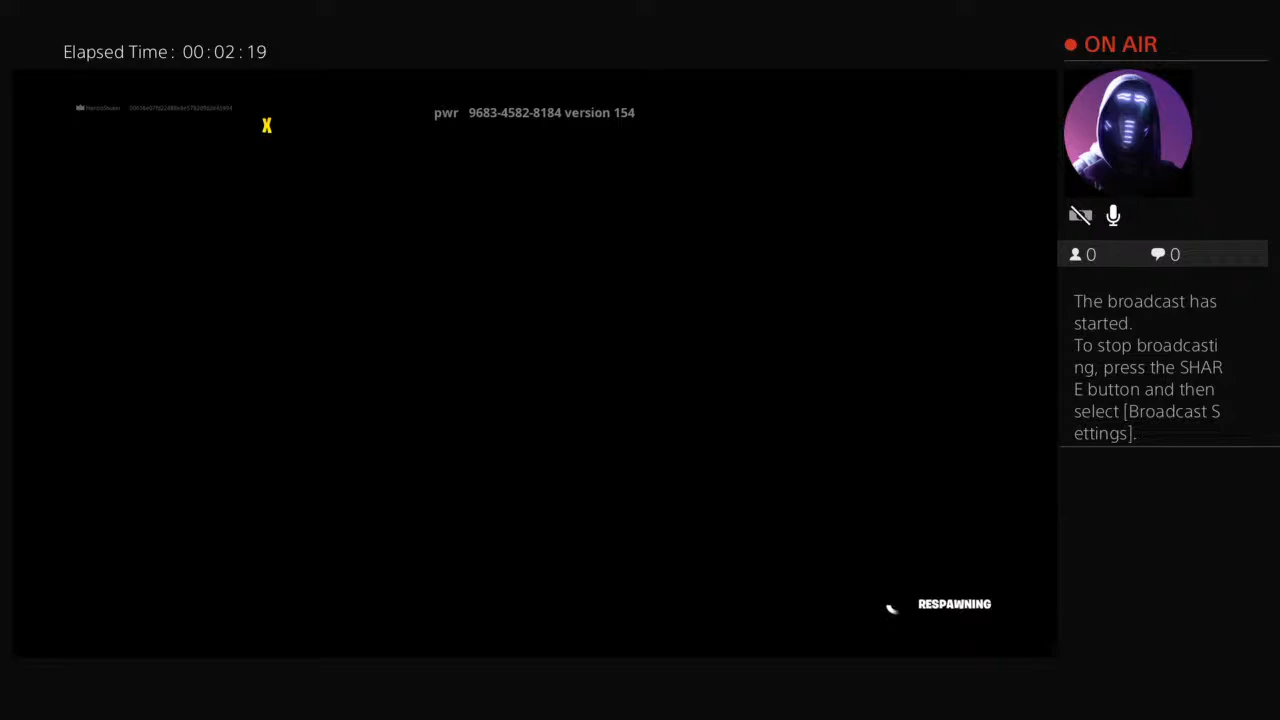 Elapsed Time: 00:02:19
ON AIR
X
pwr 9683-4582-8184 version 154
0
0
The broadcast has
started.
To stop broadcasti
ng, press the SHAR
E button and then
select [Broadcast S
ettings].
RESPAWNING